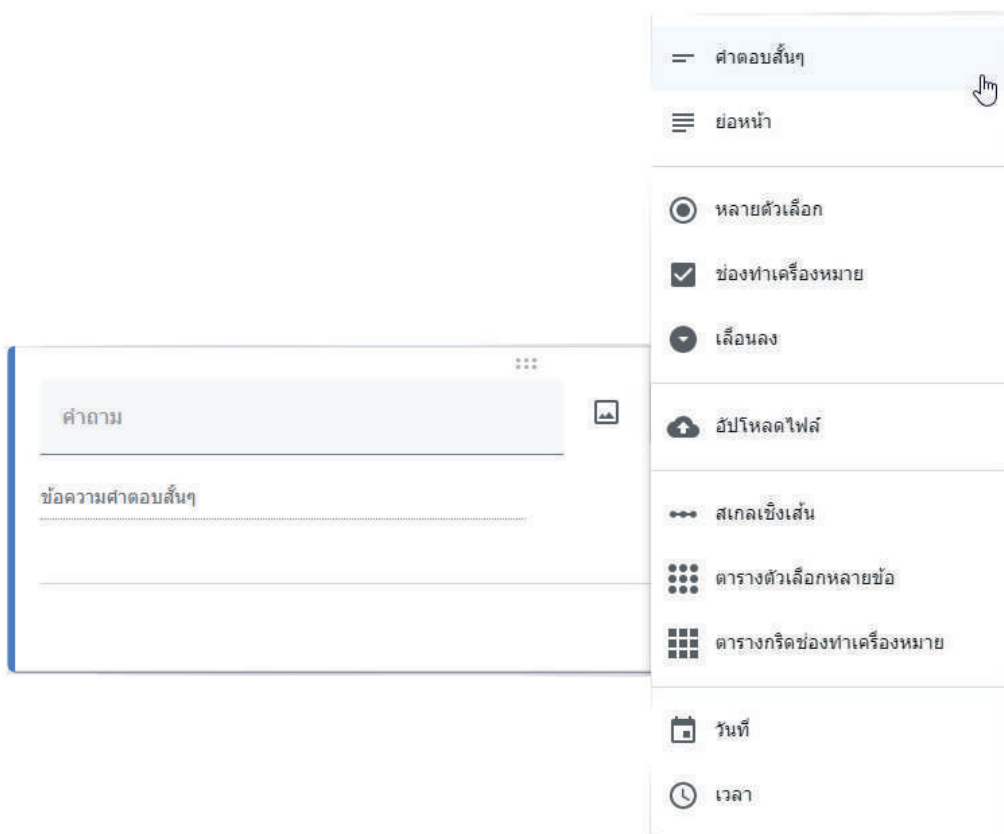 คำตอบสั้นๆ
ย่อหน้า
หลายตัวเลือก
ช่องทำเครื่องหมาย
เลื่อนลง
คำถาม
อัปโหลดไฟล์
ข้อความคำตอบสั้นๆ
สเกลเชิงเส้น
ตารางตัวเลือกหลายข้อ
ตารางกริดช่องทำเครื่องหมาย
วันที่
เวลา